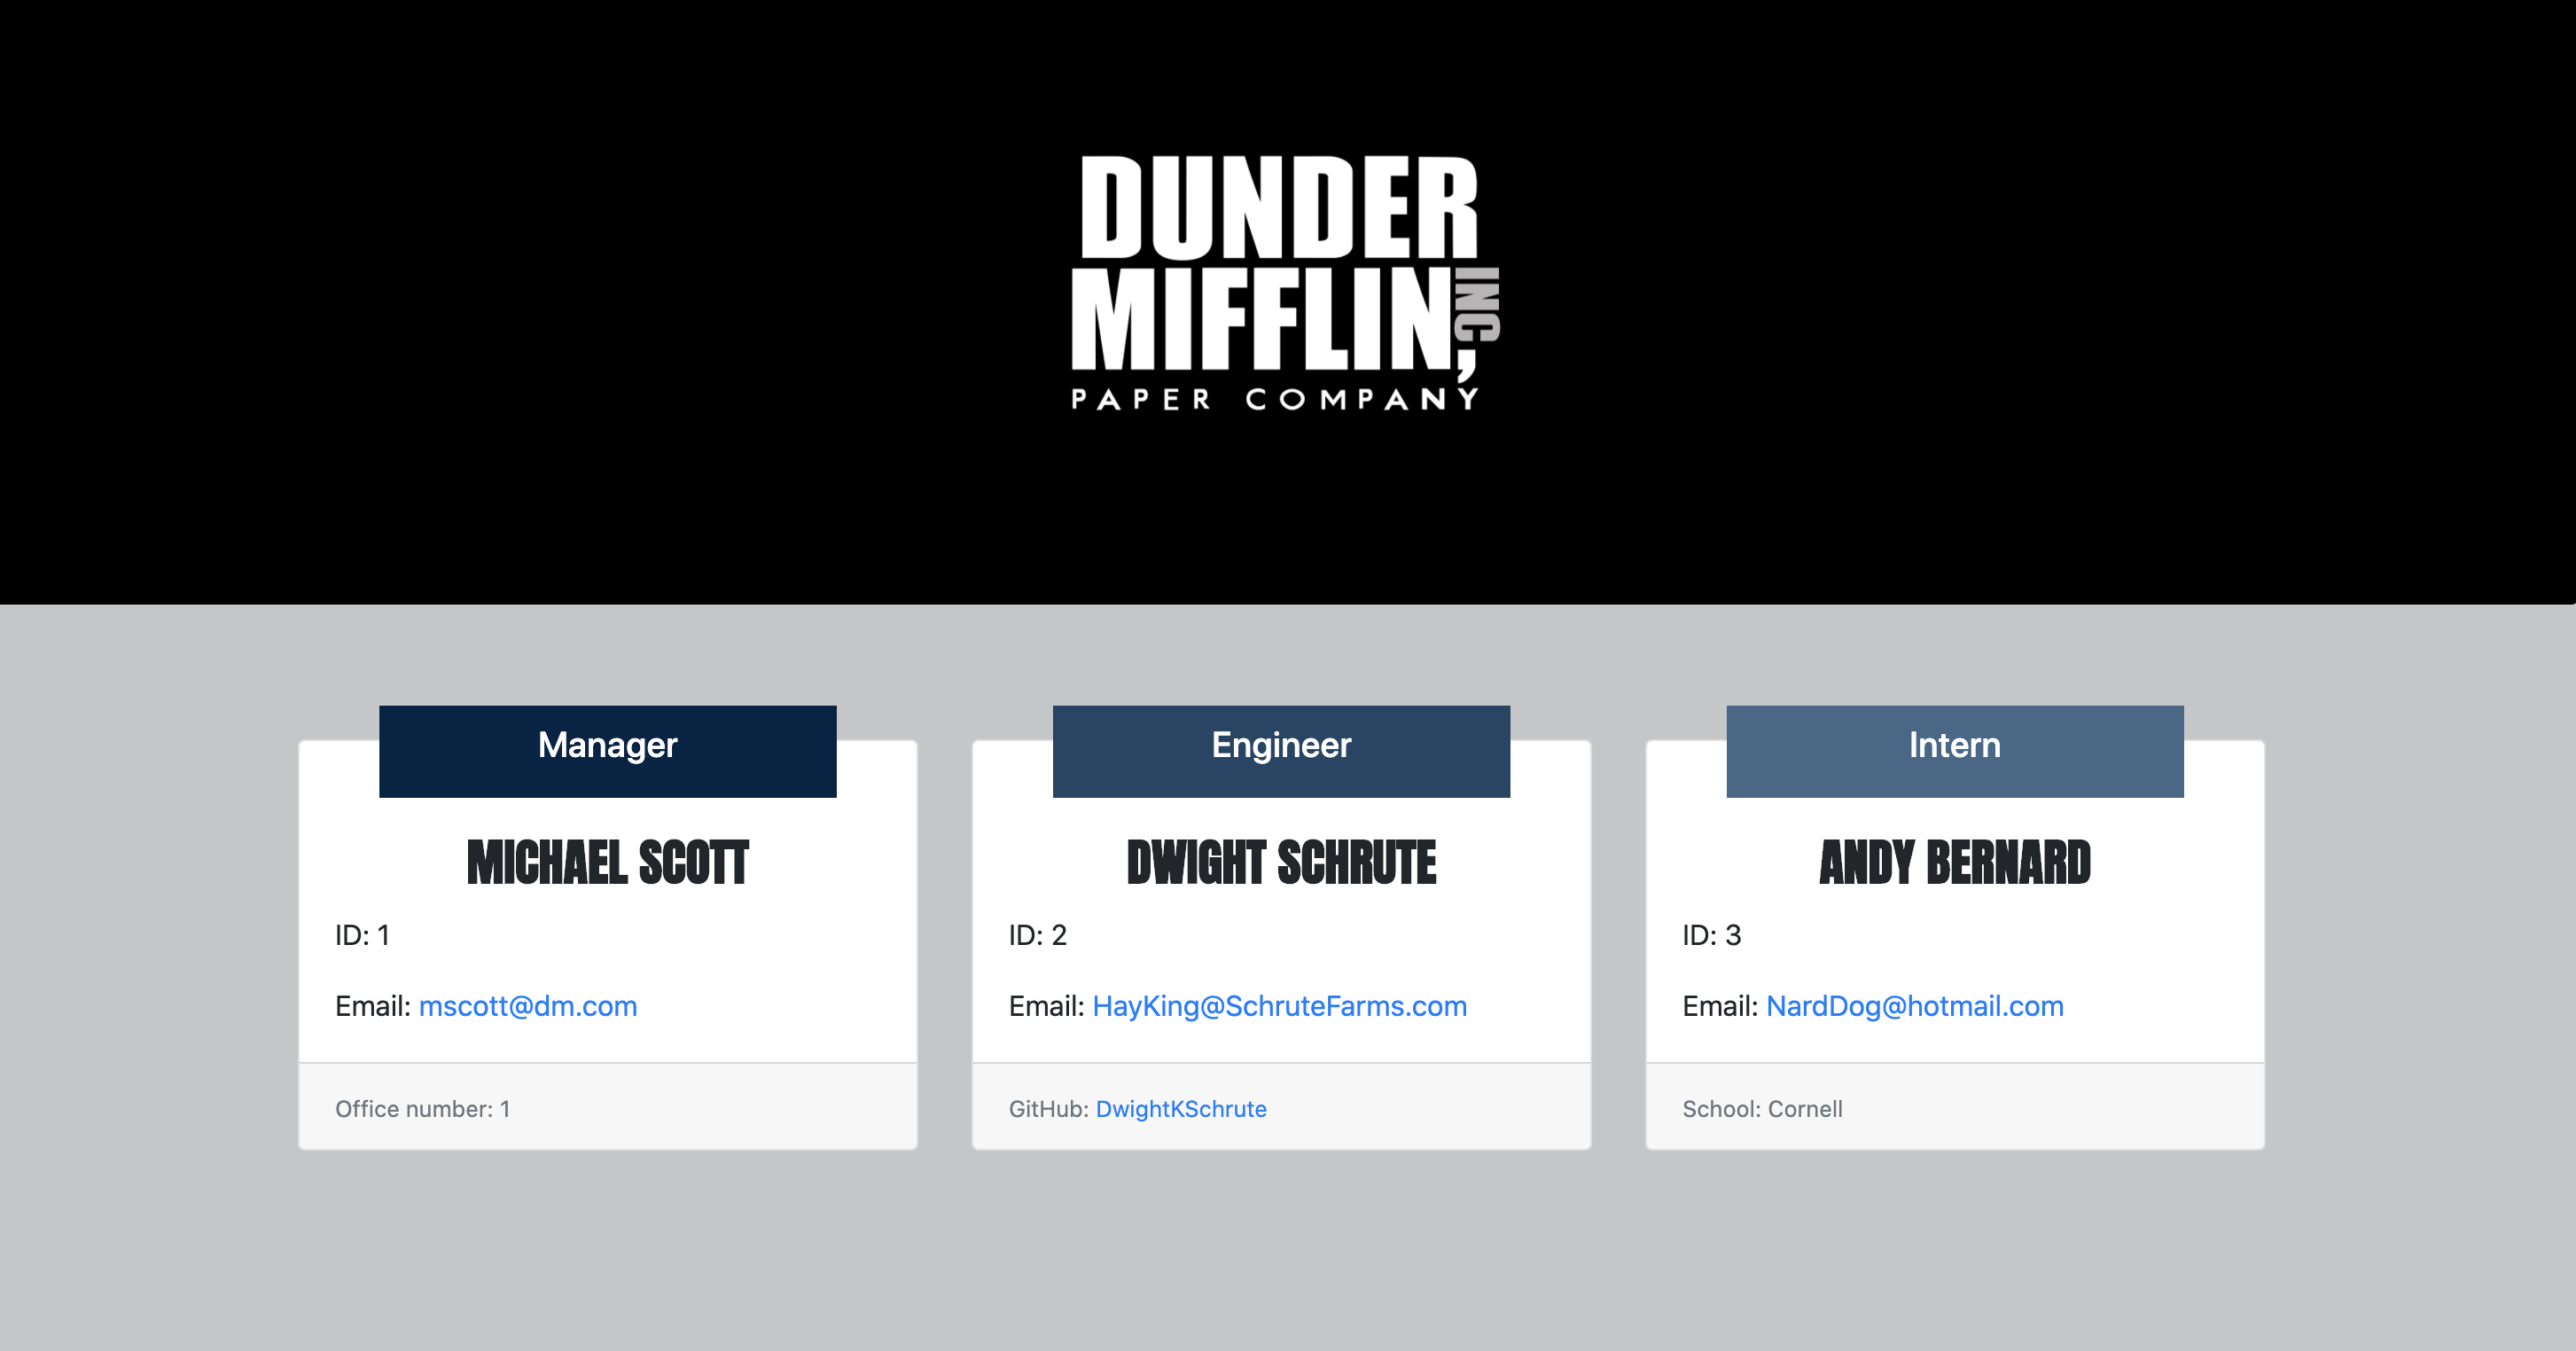 DUNDER
MIFFLIN, INC
PAPER COMPANY
Manager
MICHAEL SCOTT
ID: 1
Email: mscott@dm.com
Office number: 1
Engineer
DWIGHT SCHRUTE
ID: 2
Email: HayKing@SchruteFarms.com
GitHub: DwightKSchrute
Intern
ANDY BERNARD
ID: 3
Email: NardDog@hotmail.com
School: Cornell